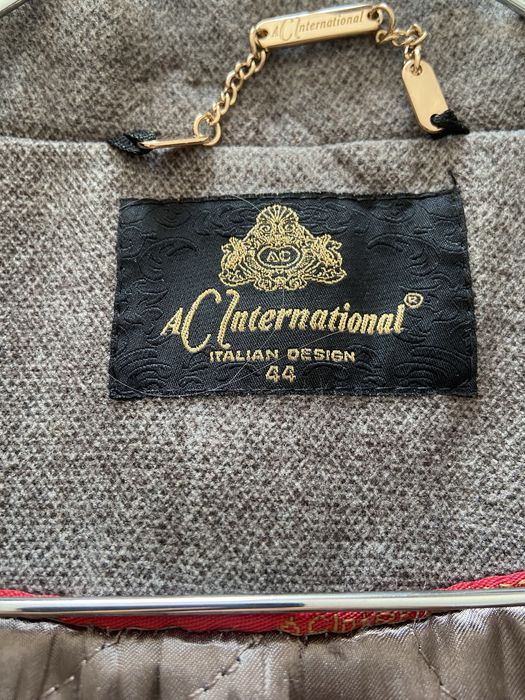 AC International
AC
AC International®
ITALIAN DESIGN
44